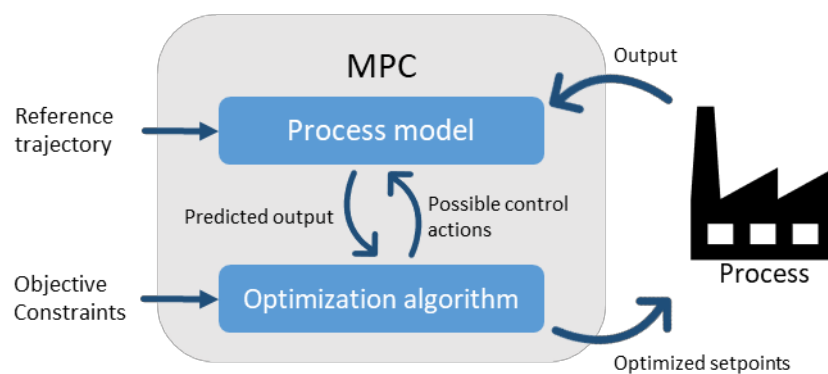 MPC
Output
Reference
trajectory
Process model
Predicted output
Possible control
actions
Process
Objective
Constraints
Optimization algorithm
Optimized setpoints